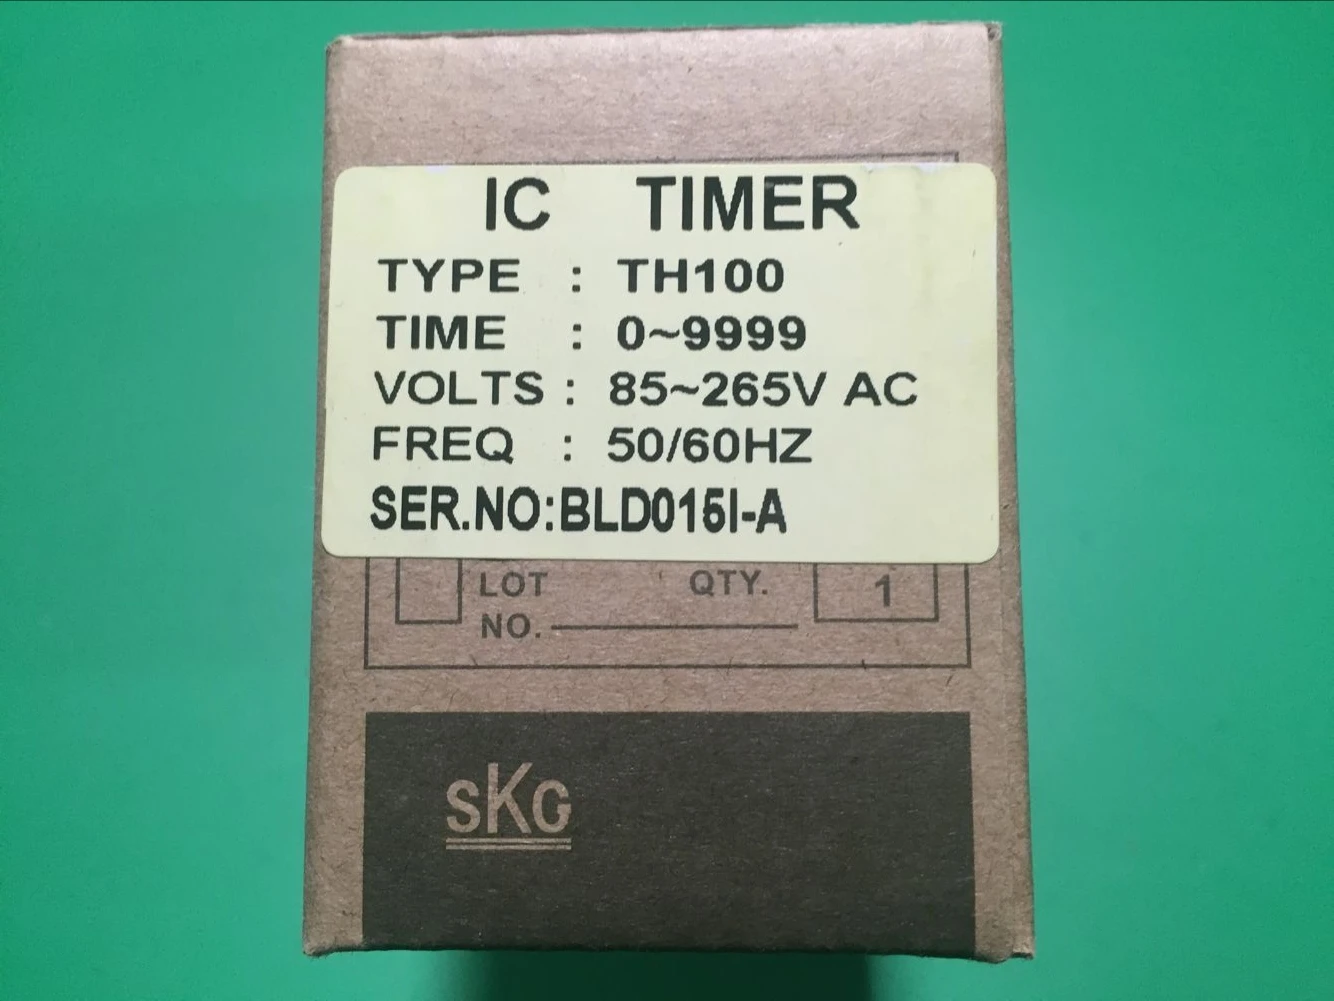 IC TIMER
TYPE : TH100
TIME : 0~9999
VOLTS : 85~265V AC
FREQ : 50/60HZ
SER.NO:BLD015I-A
LOT QTY. 1
NO.
SKG